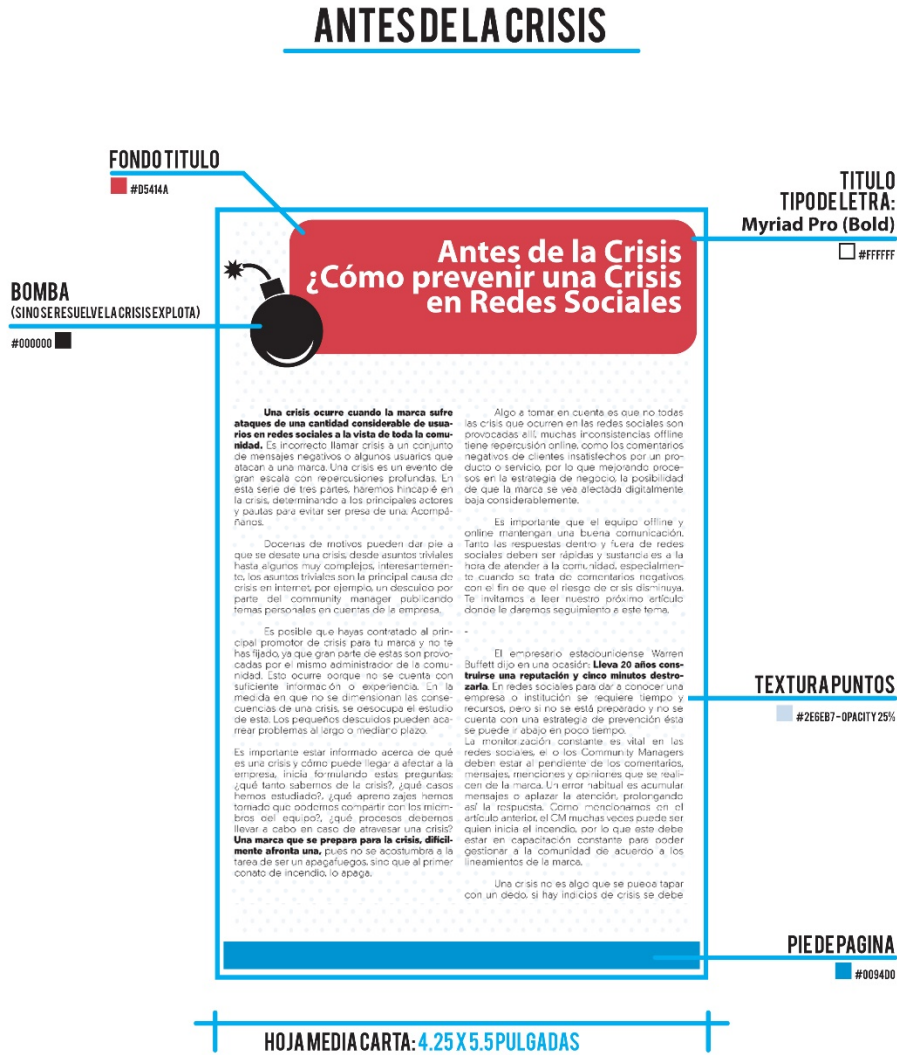 ANTES DE LA CRISIS
FONDO TITULO
#D5414A
TITULO
TIPO DE LETRA:
Myriad Pro (Bold)
#FFFFFF
BOMBA
(SI NO SE RESUELVE LA CRISIS EXPLOTA)
#000000
Antes de la Crisis
¿Cómo prevenir una Crisis
en Redes Sociales
Una crisis ocurre cuando la marca sufre
ataques de una cantidad considerable de usua-
rios en redes sociales a la vista de toda la comu-
nidad. Es incorrecto llamar crisis a un conjunto
de mensajes negativos o algunos usuarios que
atacan a una marca. Una crisis es un evento de
gran escala con repercusiones profundas. En
esta serie de tres partes, haremos hincapié en
la crisis, determinando a los principales actores
y pautas para evitar ser presa de una. Acompá-
ñanos.
Docenas de motivos pueden dar pie a
que se desate una crisis, desde asuntos triviales
hasta algunos muy complejos, interesantemen-
te, los asuntos triviales son la principal causa de
crisis en internet, por ejemplo, un descuido por
parte del community manager publicando
temas personales en cuentas de la empresa.
Es posible que hayas contratado al prin-
cipal promotor de crisis para tu marca y no te
has fijado, ya que gran parte de estas son provo-
cadas por el mismo administrador de la comu-
nidad. Esto ocurre porque no se cuenta con
suficiente información o experiencia. En la
medida en que no se dimensionan las conse-
cuencias de una crisis, se desocupa el estudio
de esta. Los pequeños descuidos pueden aca-
rrear problemas al largo o mediano plazo.
Es importante estar informado acerca de qué
es una crisis y cómo puede llegar a afectar a la
empresa, inicia formulando estas preguntas:
¿qué tanto sabemos de la crisis?, ¿qué casos
hemos estudiado?, ¿qué aprendizajes hemos
tomado que podemos compartir con los miem-
bros del equipo?, ¿qué procesos debemos
llevar a cabo en caso de atravesar una crisis?
Una marca que se prepara para la crisis, difícil-
mente afronta una, pues no se acostumbra a la
tarea de ser un apagafuegos, sino que al primer
conato de incendio, lo apaga.
Algo a tomar en cuenta es que no todas
las crisis que ocurren en las redes sociales son
provocadas allí, muchas inconsistencias offline
tiene repercusión online, como los comentarios
negativos de clientes insatisfechos por un pro-
ducto o servicio, por lo que mejorando proce-
sos en la estrategia de negocio, la posibilidad
de que la marca se vea afectada digitalmente
baja considerablemente.
Es importante que el equipo offline y
online mantengan una buena comunicación.
Tanto las respuestas dentro y fuera de redes
sociales deben ser rápidas y sustanciales a la
hora de atender a la comunidad, especialmen-
te cuando se trata de comentarios negativos
con el fin de que el riesgo de crisis disminuya.
Te invitamos a leer nuestro próximo artículo
donde le daremos seguimiento a este tema.
-
El empresario estadounidense Warren
Buffett dijo en una ocasión: Lleva 20 años cons-
truirse una reputación y cinco minutos destro-
zarla. En redes sociales para dar a conocer una
empresa o institución se requiere tiempo y
recursos, pero si no se está preparado y no se
cuenta con una estrategia de prevención ésta
se puede ir abajo en poco tiempo.
La monitorización constante es vital en las
redes sociales, el o los Community Managers
deben estar al pendiente de los comentarios,
mensajes, menciones y opiniones que se reali-
cen de la marca. Un error habitual es acumular
mensajes o aplazar la atención, prolongando
así la respuesta. Como mencionamos en el
artículo anterior, el CM muchas veces puede ser
quien inicia el incendio, por lo que este debe
estar en capacitación constante para poder
gestionar a la comunidad de acuerdo a los
lineamientos de la marca.
Una crisis no es algo que se pueda tapar
con un dedo, si hay indicios de crisis se debe
TEXTURA PUNTOS
#2E6EB7 - OPACITY 25%
PIE DE PAGINA
#0094D0
HOJA MEDIA CARTA: 4.25 X 5.5 PULGADAS